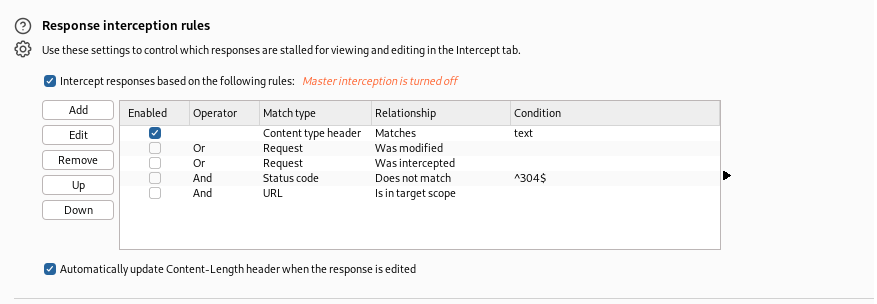 Response interception rules
Use these settings to control which responses are stalled for viewing and editing in the Intercept tab.
Intercept responses based on the following rules: Master interception is turned off
Add
Edit
Remove
Up
Down
Enabled Operator Match type Relationship Condition
Content type header Matches text
Or Request Was modified
Or Request Was intercepted
And Status code Does not match ^304$
And URL Is in target scope
Automatically update Content-Length header when the response is edited